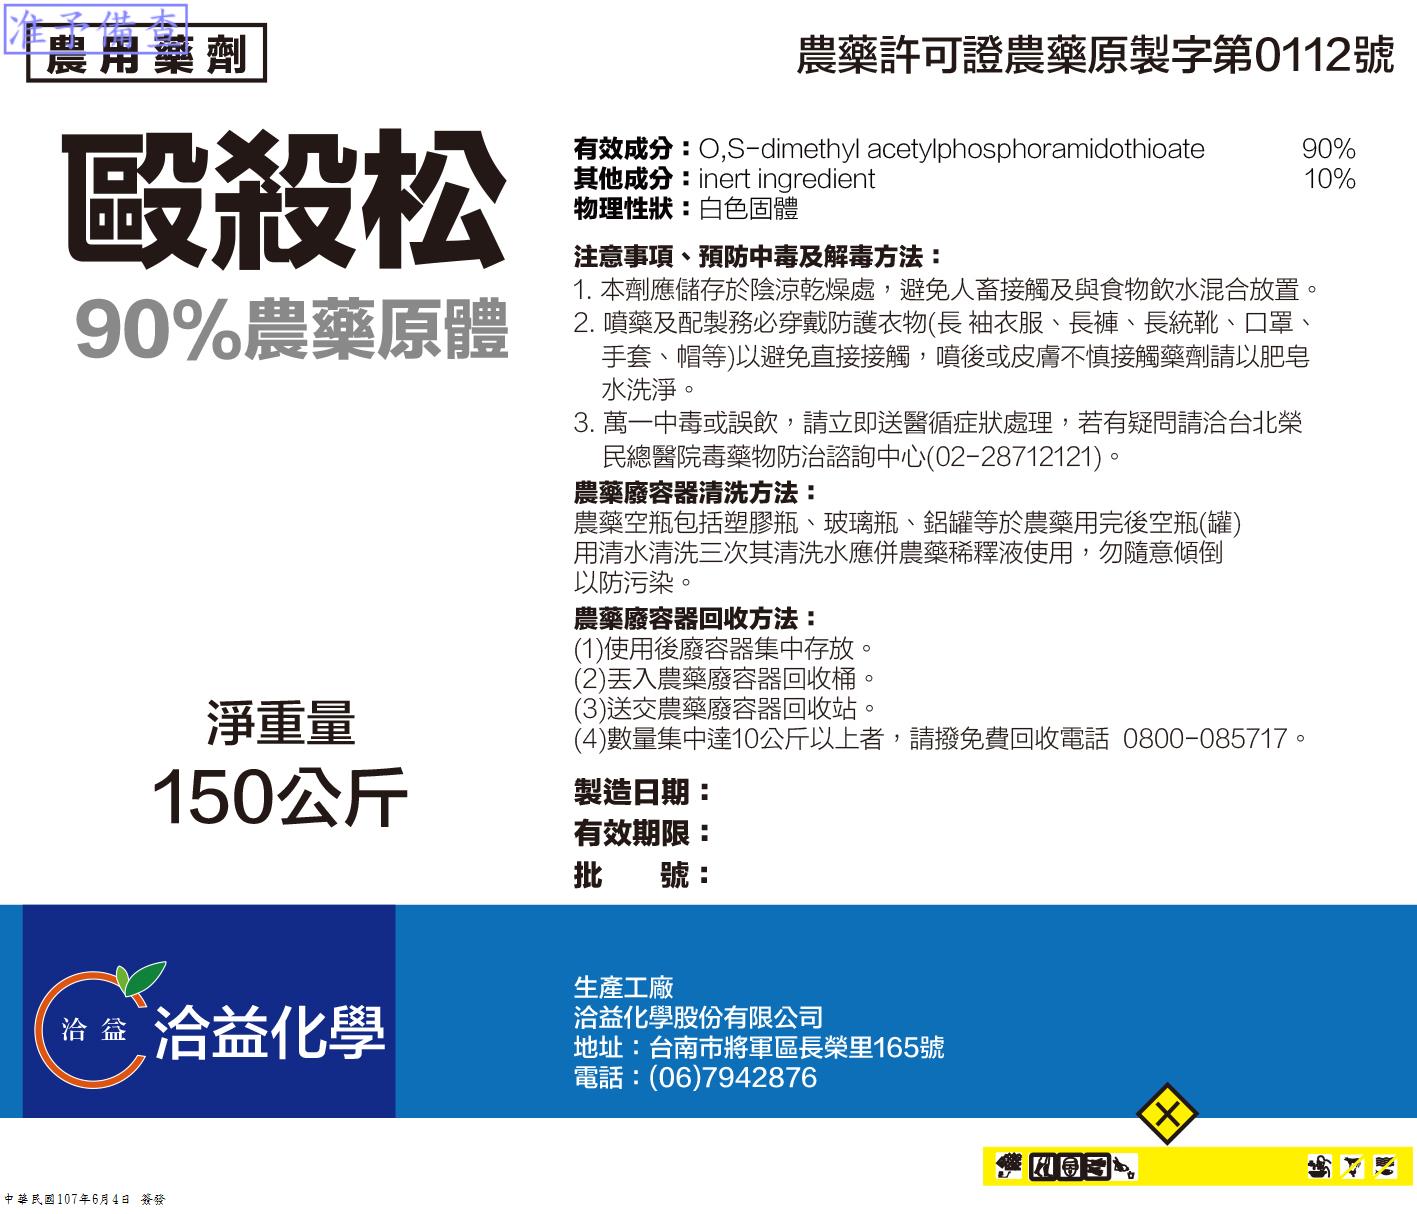 准予備查
農用藥劑
農藥許可證農藥原製字第0112號
毆殺松
90%農藥原體
有效成分：O,S-dimethyl acetylphosphoramidothioate 90%
其他成分：inert ingredient 10%
物理性狀：白色固體
注意事項、預防中毒及解毒方法：
1. 本劑應儲存於陰涼乾燥處，避免人畜接觸及與食物飲水混合放置。
2. 噴藥及配製務必穿戴防護衣物(長 袖衣服、長褲、長統靴、口罩、
手套、帽等)以避免直接接觸，噴後或皮膚不慎接觸藥劑請以肥皂
水洗淨。
3. 萬一中毒或誤飲，請立即送醫循症狀處理，若有疑問請洽台北榮
民總醫院毒藥物防治諮詢中心(02-28712121)。
農藥廢容器清洗方法：
農藥空瓶包括塑膠瓶、玻璃瓶、鋁罐等於農藥用完後空瓶(罐)
用清水清洗三次其清洗水應併農藥稀釋液使用，勿隨意傾倒
以防污染。
農藥廢容器回收方法：
(1)使用後廢容器集中存放。
(2)丟入農藥廢容器回收桶。
(3)送交農藥廢容器回收站。
(4)數量集中達10公斤以上者，請撥免費回收電話 0800-085717。
淨重量
150公斤
製造日期：
有效期限：
批 號：
洽益
洽益化學
生產工廠
洽益化學股份有限公司
地址：台南市將軍區長榮里165號
電話：(06)7942876
中華民國107年6月4日 簽發